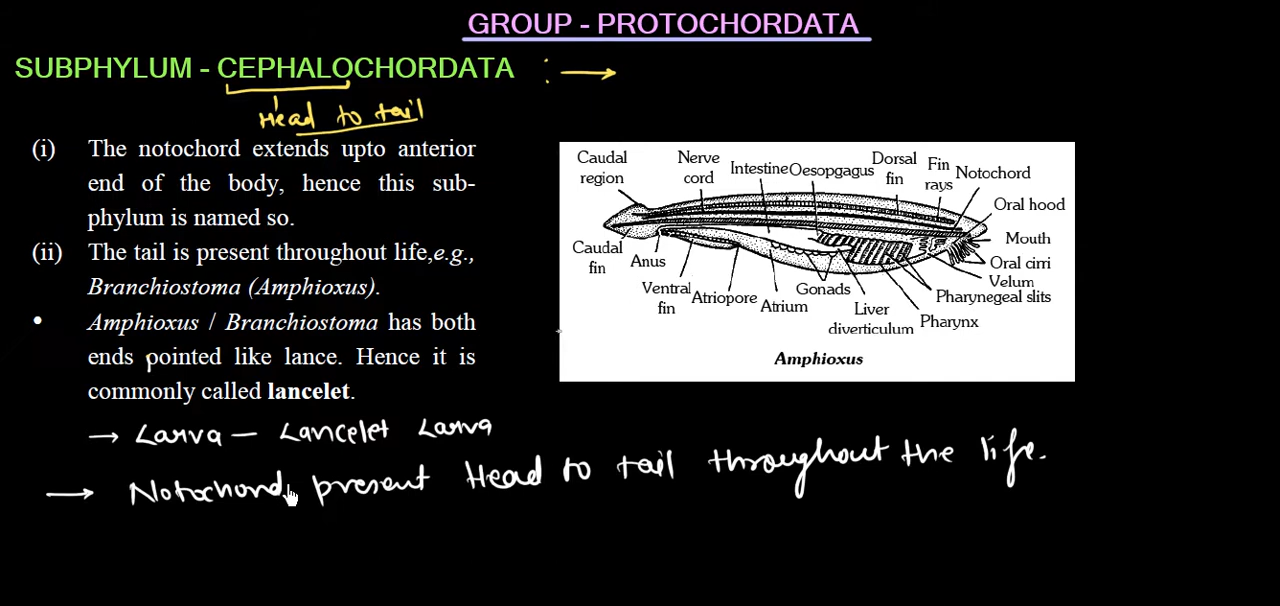 GROUP - PROTOCHORDATA
SUBPHYLUM - CEPHALOCHORDATA : →
Head to tail
(i) The notochord extends upto anterior
end of the body, hence this sub-
phylum is named so.
(ii) The tail is present throughout life,e.g.,
Branchiostoma (Amphioxus).
• Amphioxus / Branchiostoma has both
ends pointed like lance. Hence it is
commonly called lancelet.
→ Larva – Lancelet Larva
→ Notochord present Head to tail throughout the life.
Caudal
region
Nerve
cord
Intestine
Oesopgagus
Dorsal
fin
Fin
rays
Notochord
Oral hood
Mouth
Oral cirri
Velum
Pharynegeal slits
Pharynx
Liver
diverticulum
Gonads
Atrium
Atriopore
Ventral
fin
Anus
Caudal
fin
Amphioxus